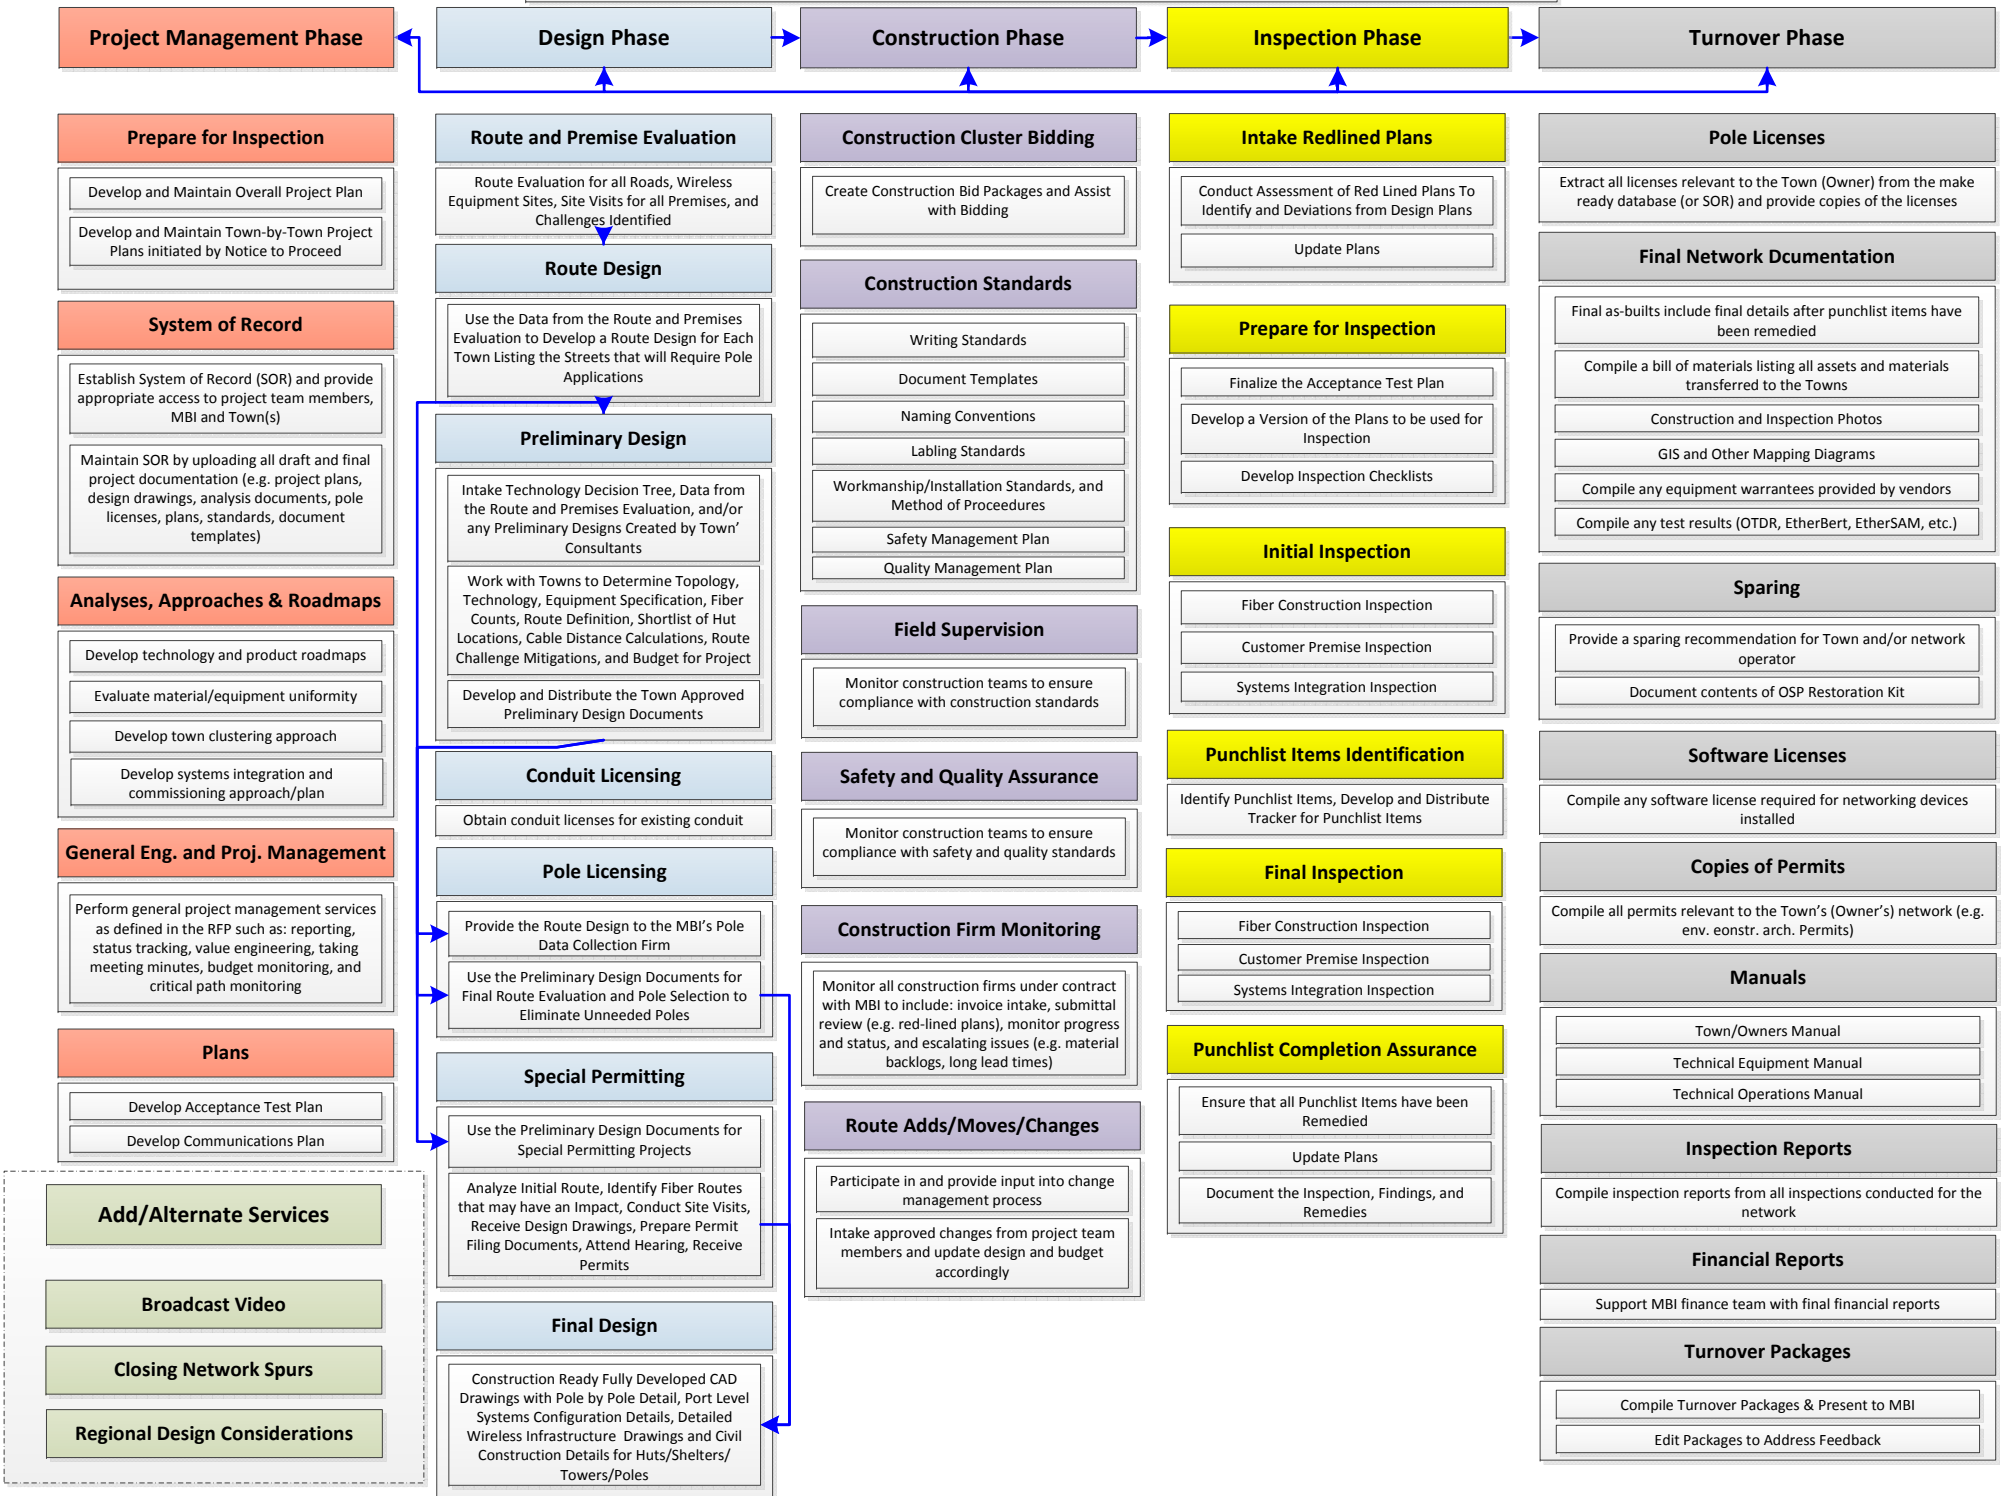 Project Management Phase
Design Phase
Construction Phase
Inspection Phase
Turnover Phase
Prepare for Inspection
Develop and Maintain Overall Project Plan
Develop and Maintain Town-by-Town Project
Plans initiated by Notice to Proceed
System of Record
Establish System of Record (SOR) and provide
appropriate access to project team members,
MBI and Town(s)
Maintain SOR by uploading all draft and final
project documentation (e.g. project plans,
design drawings, analysis documents, pole
licenses, plans, standards, document
templates)
Analyses, Approaches & Roadmaps
Develop technology and product roadmaps
Evaluate material/equipment uniformity
Develop town clustering approach
Develop systems integration and
commissioning approach/plan
General Eng. and Proj. Management
Perform general project management services
as defined in the RFP such as: reporting,
status tracking, value engineering, taking
meeting minutes, budget monitoring, and
critical path monitoring
Plans
Develop Acceptance Test Plan
Develop Communications Plan
Add/Alternate Services
Broadcast Video
Closing Network Spurs
Regional Design Considerations
Route and Premise Evaluation
Route Evaluation for all Roads, Wireless
Equipment Sites, Site Visits for all Premises, and
Challenges Identified
Route Design
Use the Data from the Route and Premises
Evaluation to Develop a Route Design for Each
Town Listing the Streets that will Require Pole
Applications
Preliminary Design
Intake Technology Decision Tree, Data from
the Route and Premises Evaluation, and/or
any Preliminary Designs Created by Town'
Consultants
Work with Towns to Determine Topology,
Technology, Equipment Specification, Fiber
Counts, Route Definition, Shortlist of Hut
Locations, Cable Distance Calculations, Route
Challenge Mitigations, and Budget for Project
Develop and Distribute the Town Approved
Preliminary Design Documents
Conduit Licensing
Obtain conduit licenses for existing conduit
Pole Licensing
Provide the Route Design to the MBI's Pole
Data Collection Firm
Use the Preliminary Design Documents for
Final Route Evaluation and Pole Selection to
Eliminate Unneeded Poles
Special Permitting
Use the Preliminary Design Documents for
Special Permitting Projects
Analyze Initial Route, Identify Fiber Routes
that may have an Impact, Conduct Site Visits,
Receive Design Drawings, Prepare Permit
Filing Documents, Attend Hearing, Receive
Permits
Final Design
Construction Ready Fully Developed CAD
Drawings with Pole by Pole Detail, Port Level
Systems Configuration Details, Detailed
Wireless Infrastructure Drawings and Civil
Construction Details for Huts/Shelters/
Towers/Poles
Construction Cluster Bidding
Create Construction Bid Packages and Assist
with Bidding
Construction Standards
Writing Standards
Document Templates
Naming Conventions
Labling Standards
Workmanship/Installation Standards, and
Method of Proceedures
Safety Management Plan
Quality Management Plan
Field Supervision
Monitor construction teams to ensure
compliance with construction standards
Safety and Quality Assurance
Monitor construction teams to ensure
compliance with safety and quality standards
Construction Firm Monitoring
Monitor all construction firms under contract
with MBI to include: invoice intake, submittal
review (e.g. red-lined plans), monitor progress
and status, and escalating issues (e.g. material
backlogs, long lead times)
Route Adds/Moves/Changes
Participate in and provide input into change
management process
Intake approved changes from project team
members and update design and budget
accordingly
Intake Redlined Plans
Conduct Assessment of Red Lined Plans To
Identify and Deviations from Design Plans
Update Plans
Prepare for Inspection
Finalize the Acceptance Test Plan
Develop a Version of the Plans to be used for
Inspection
Develop Inspection Checklists
Initial Inspection
Fiber Construction Inspection
Customer Premise Inspection
Systems Integration Inspection
Punchlist Items Identification
Identify Punchlist Items, Develop and Distribute
Tracker for Punchlist Items
Final Inspection
Fiber Construction Inspection
Customer Premise Inspection
Systems Integration Inspection
Punchlist Completion Assurance
Ensure that all Punchlist Items have been
Remedied
Update Plans
Document the Inspection, Findings, and
Remedies
Pole Licenses
Extract all licenses relevant to the Town (Owner) from the make
ready database (or SOR) and provide copies of the licenses
Final Network Dcumentation
Final as-builts include final details after punchlist items have
been remedied
Compile a bill of materials listing all assets and materials
transferred to the Towns
Construction and Inspection Photos
GIS and Other Mapping Diagrams
Compile any equipment warrantees provided by vendors
Compile any test results (OTDR, EtherBert, EtherSAM, etc.)
Sparing
Provide a sparing recommendation for Town and/or network
operator
Document contents of OSP Restoration Kit
Software Licenses
Compile any software license required for networking devices
installed
Copies of Permits
Compile all permits relevant to the Town's (Owner's) network (e.g.
env. eonstr. arch. Permits)
Manuals
Town/Owners Manual
Technical Equipment Manual
Technical Operations Manual
Inspection Reports
Compile inspection reports from all inspections conducted for the
network
Financial Reports
Support MBI finance team with final financial reports
Turnover Packages
Compile Turnover Packages & Present to MBI
Edit Packages to Address Feedback